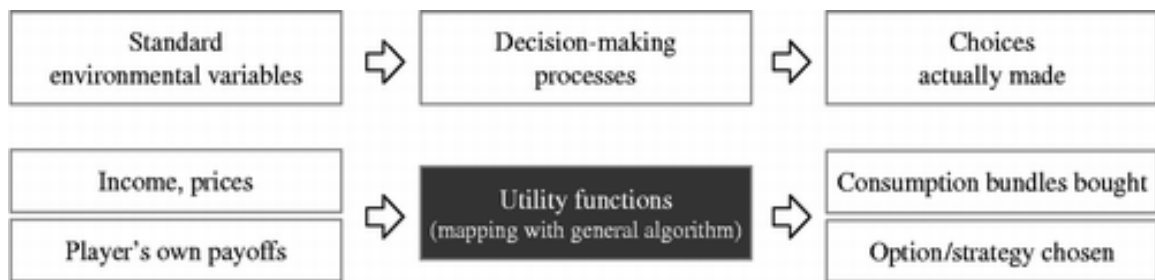 Standard
environmental variables
Decision-making
processes
Choices
actually made
Income, prices
Player's own payoffs
Utility functions
(mapping with general algorithm)
Consumption bundles bought
Option/strategy chosen